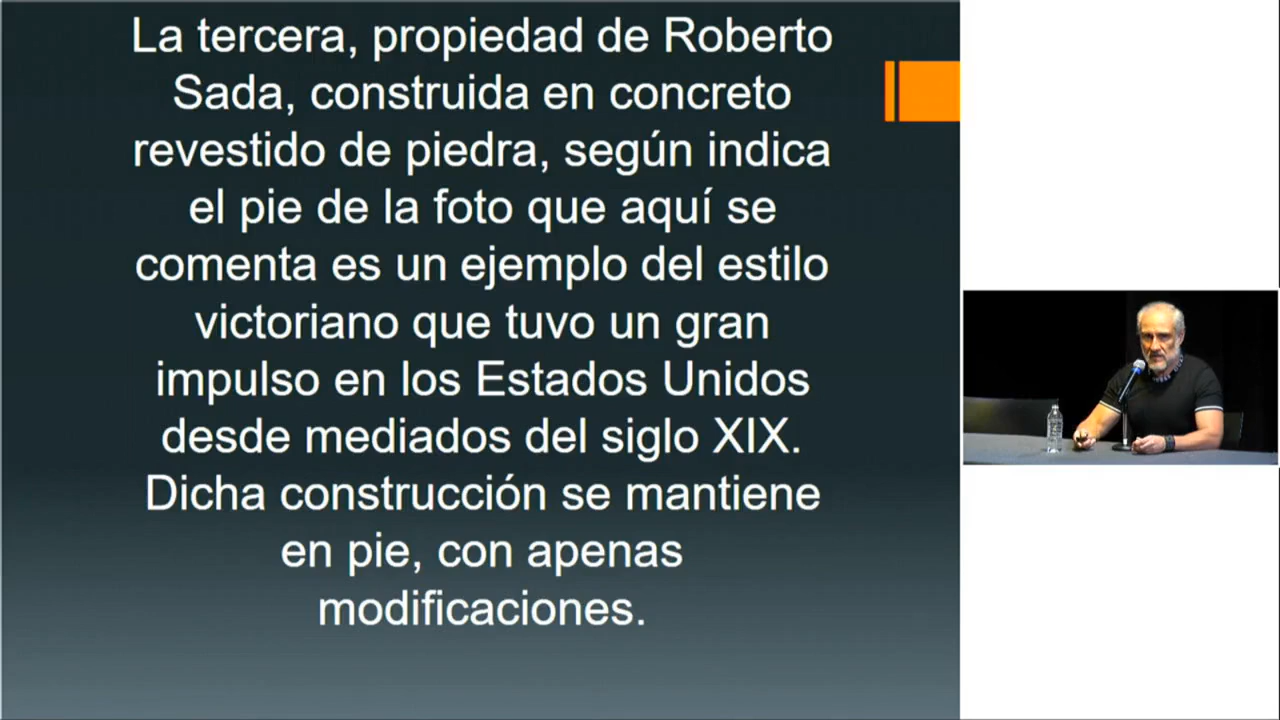 La tercera, propiedad de Roberto
Sada, construida en concreto
revestido de piedra, según indica
el pie de la foto que aquí se
comenta es un ejemplo del estilo
victoriano que tuvo un gran
impulso en los Estados Unidos
desde mediados del siglo XIX.
Dicha construcción se mantiene
en pie, con apenas
modificaciones.